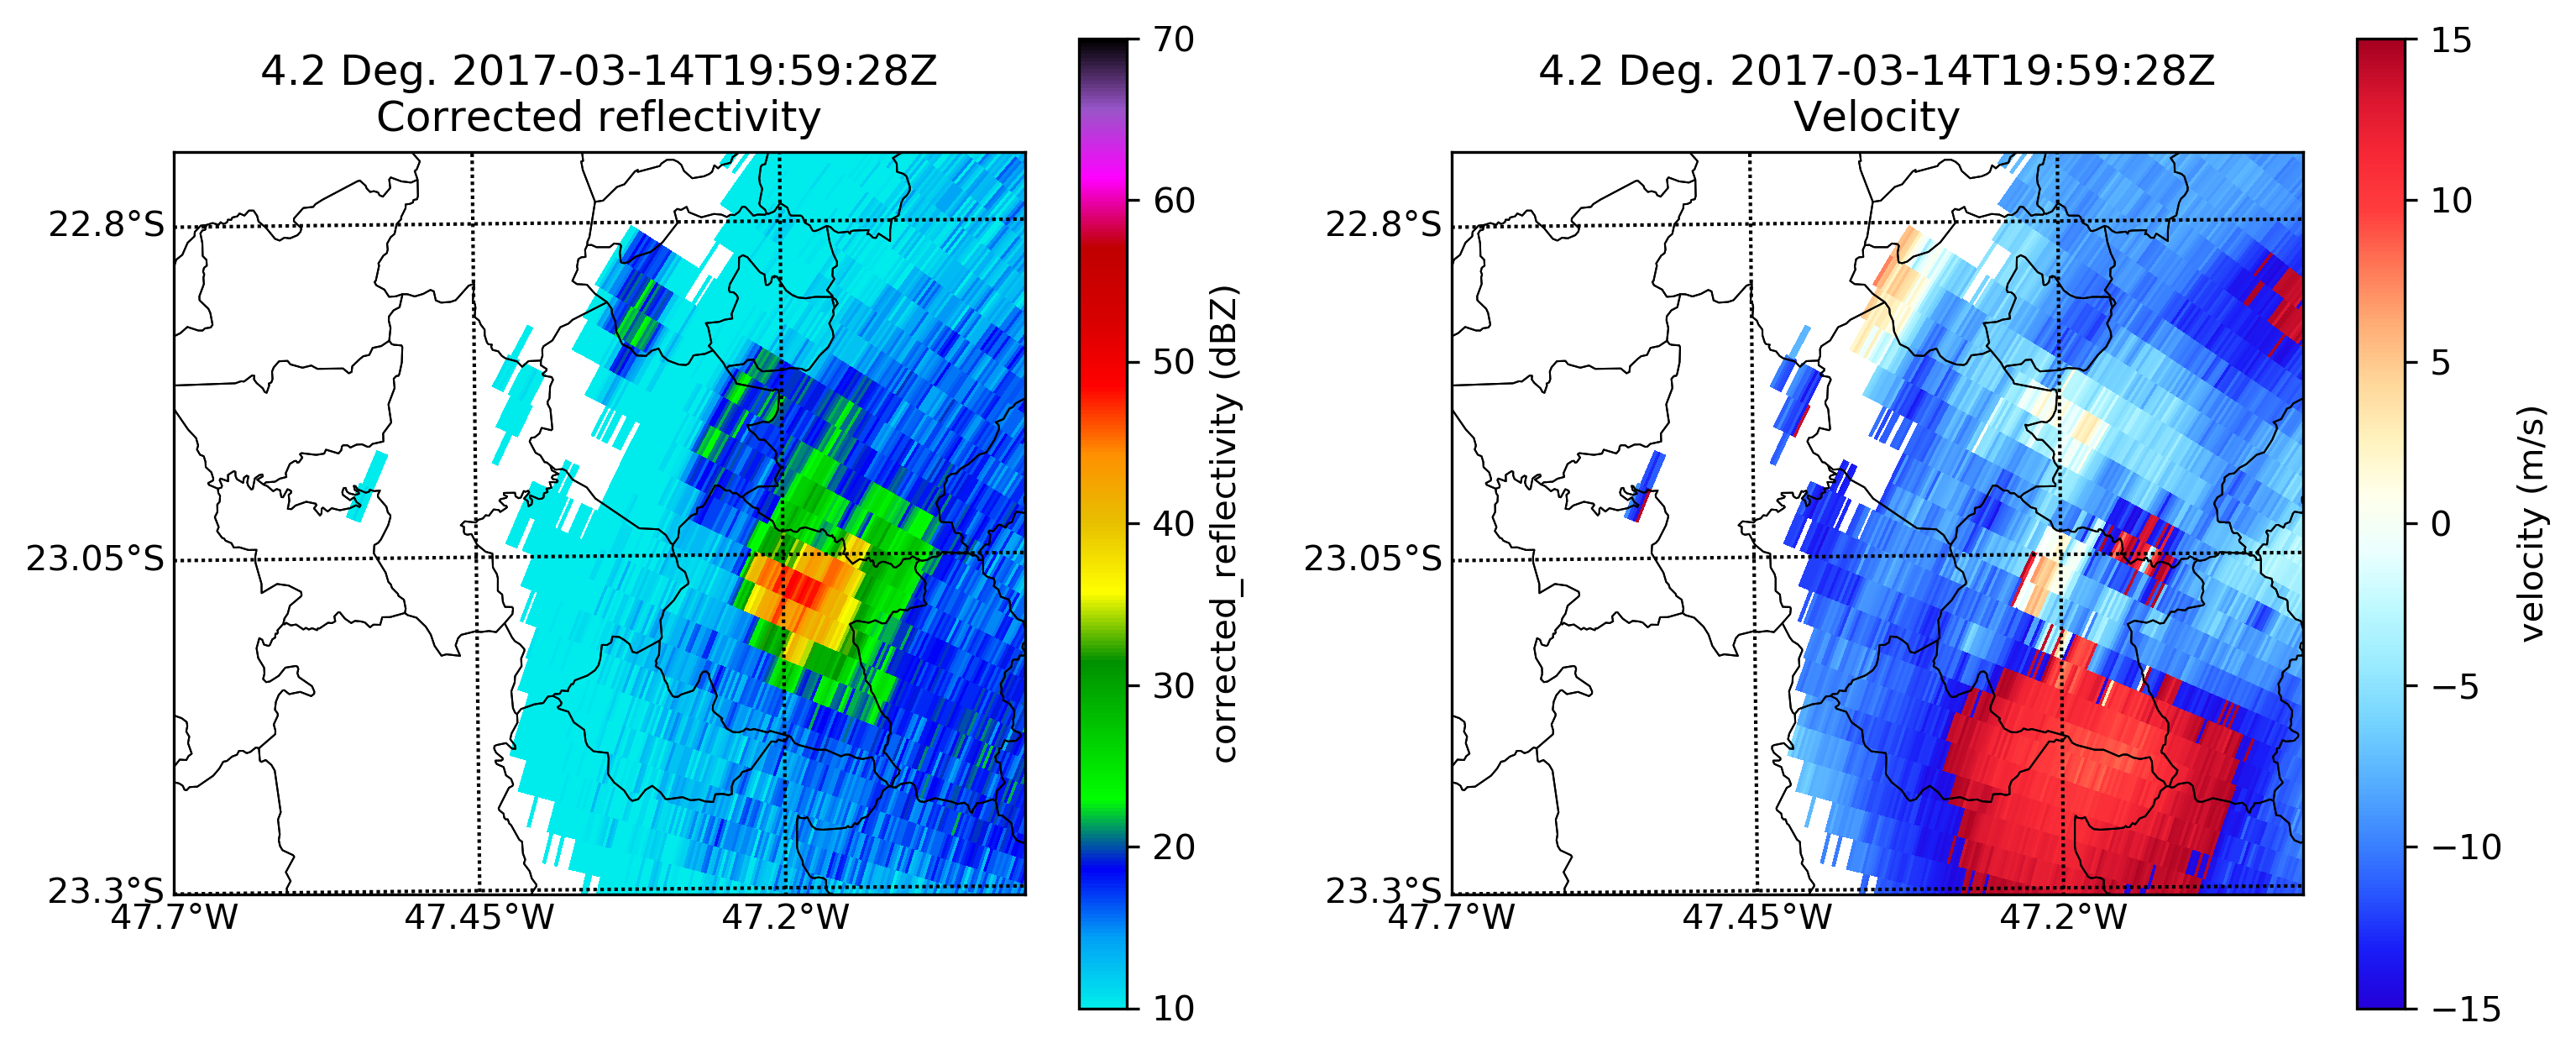 4.2 Deg. 2017-03-14T19:59:28Z
Corrected reflectivity
22.8°S
23.05°S
23.3°S
47.7°W
47.45°W
47.2°W
70
60
50
40
30
20
10
corrected_reflectivity (dBZ)
4.2 Deg. 2017-03-14T19:59:28Z
Velocity
22.8°S
23.05°S
23.3°S
47.7°W
47.45°W
47.2°W
15
10
5
0
−5
−10
−15
velocity (m/s)